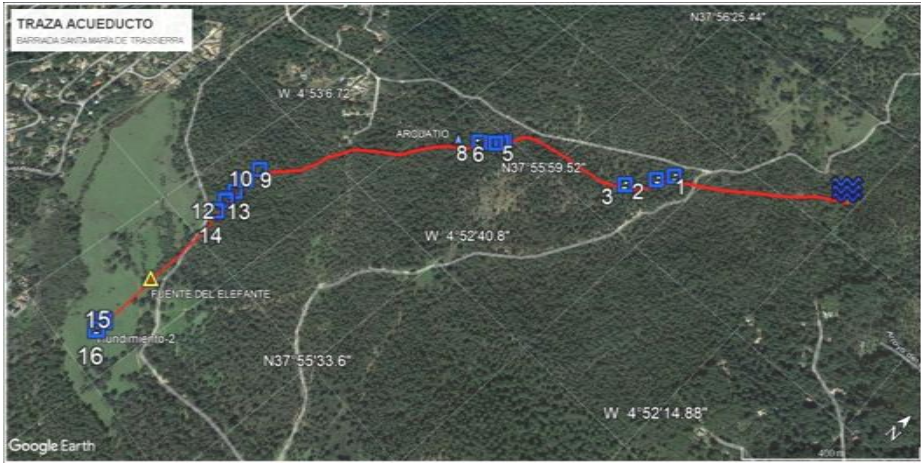 TRAZA ACUEDUCTO
BARRIADA SANTA MARÍA DE TRASSIERRA
N37°56'25.44"
W 4°53'6.72"
ARQUATIO
8 6 5
N37°55'59.52"
10 9
3 2 1
12 13
14
W 4°52'40.8"
FUENTE DEL ELEFANTE
15
Hundimiento-2
16
N37°55'33.6"
W 4°52'14.88"
Google Earth
N
400 m